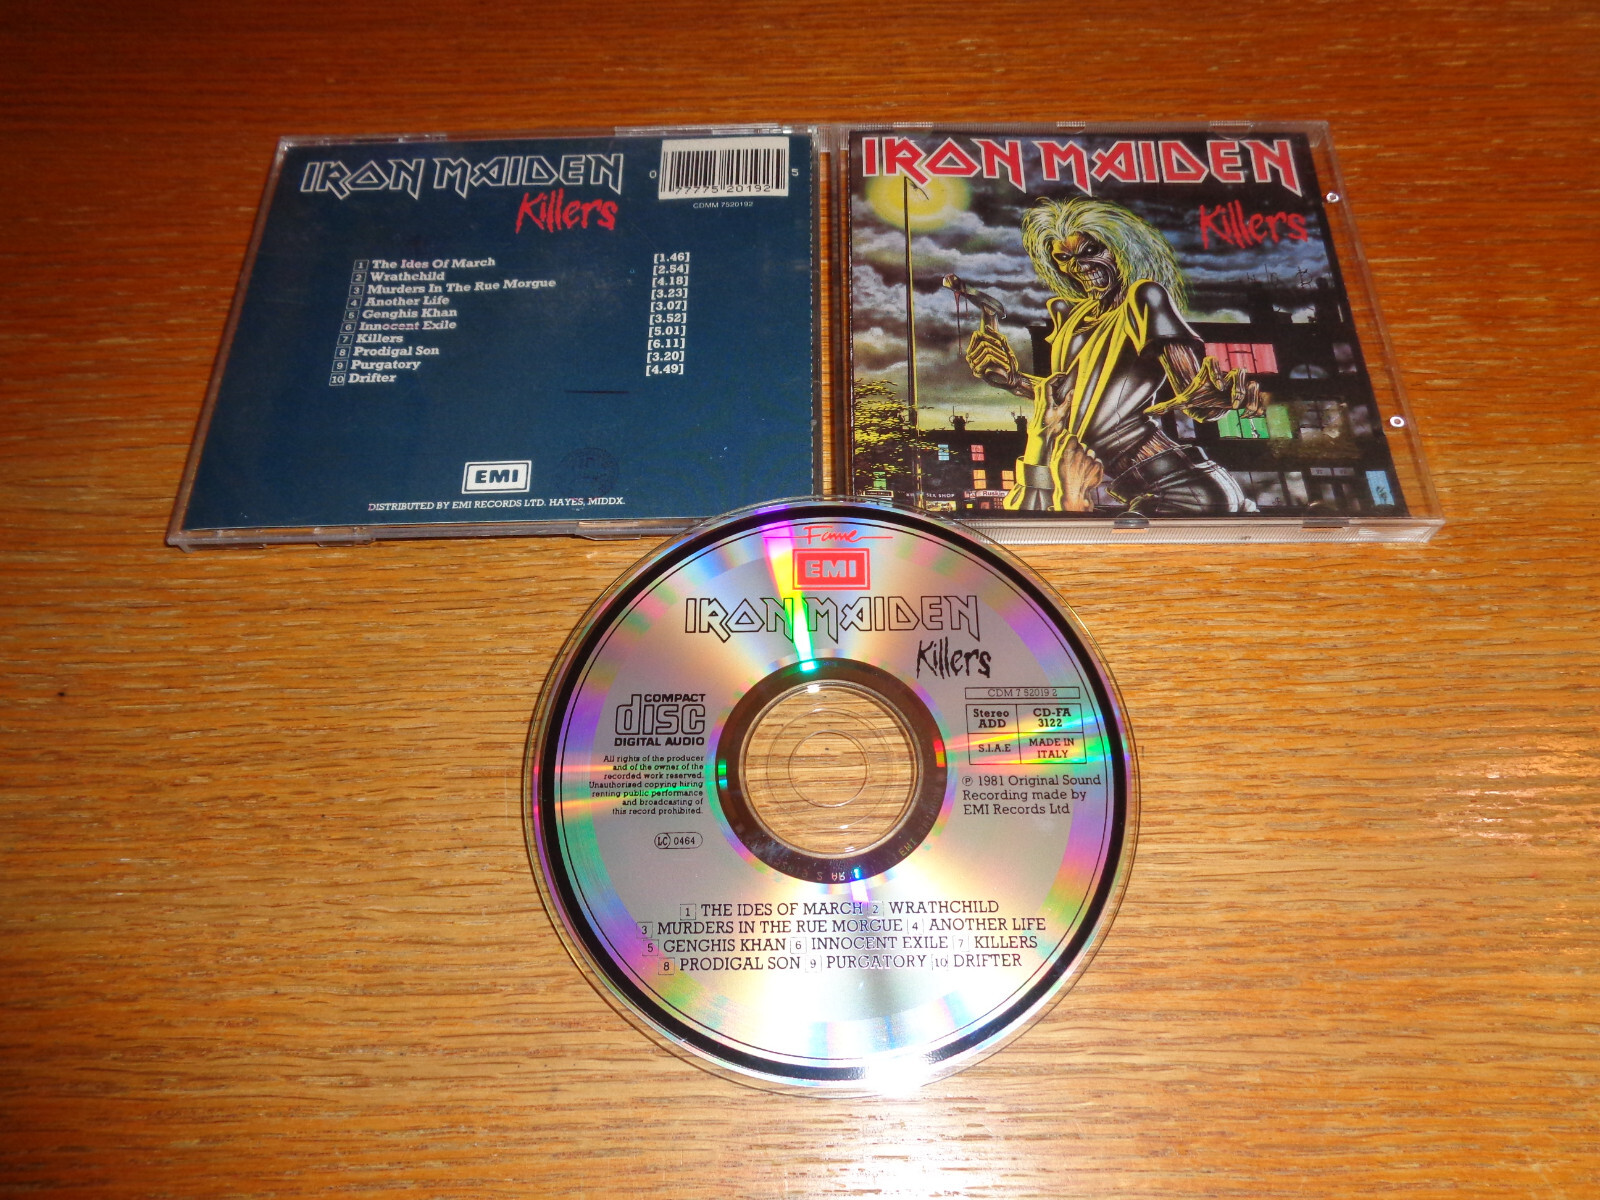 IRON MAIDEN
Killers
0 77775 20192 5
CDMM 7520192
1 The Ides Of March [1.46]
2 Wrathchild [2.54]
3 Murders In The Rue Morgue [4.18]
4 Another Life [3.23]
5 Genghis Khan [3.07]
6 Innocent Exile [3.52]
7 Killers [5.01]
8 Prodigal Son [6.11]
9 Purgatory [3.20]
10 Drifter [4.49]
EMI
DISTRIBUTED BY EMI RECORDS LTD. HAYES, MIDDX.
IRON MAIDEN
Killers
SEX SHOP
Fame
EMI
IRON MAIDEN
Killers
COMPACT
disc
DIGITAL AUDIO
All rights of the producer
and of the owner of the
recorded work reserved.
Unauthorised copying hiring
renting public performance
and broadcasting of
this record prohibited.
LC 0464
CDM 7 52019 2
Stereo
ADD
CD-FA
3122
S.I.A.E
MADE IN
ITALY
℗ 1981 Original Sound
Recording made by
EMI Records Ltd
1 THE IDES OF MARCH 2 WRATHCHILD
3 MURDERS IN THE RUE MORGUE 4 ANOTHER LIFE
5 GENGHIS KHAN 6 INNOCENT EXILE 7 KILLERS
8 PRODIGAL SON 9 PURGATORY 10 DRIFTER